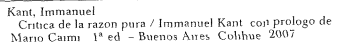 Kant, Immanuel
Critica de la razon pura / Immanuel Kant con prologo de
Mario Caimi 1ª ed – Buenos Aires Colihue 2007